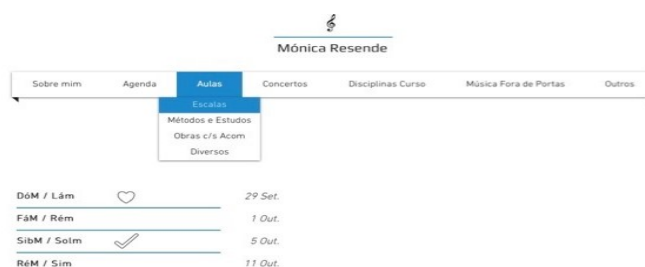 Mónica Resende
Sobre mim Agenda Aulas Concertos Disciplinas Curso Música Fora de Portas Outros
Escalas
Métodos e Estudos
Obras c/s Acom
Diversos
DóM / Lám 29 Set.
FáM / Rém 1 Out.
SibM / Solm 5 Out.
RéM / Sim 11 Out.